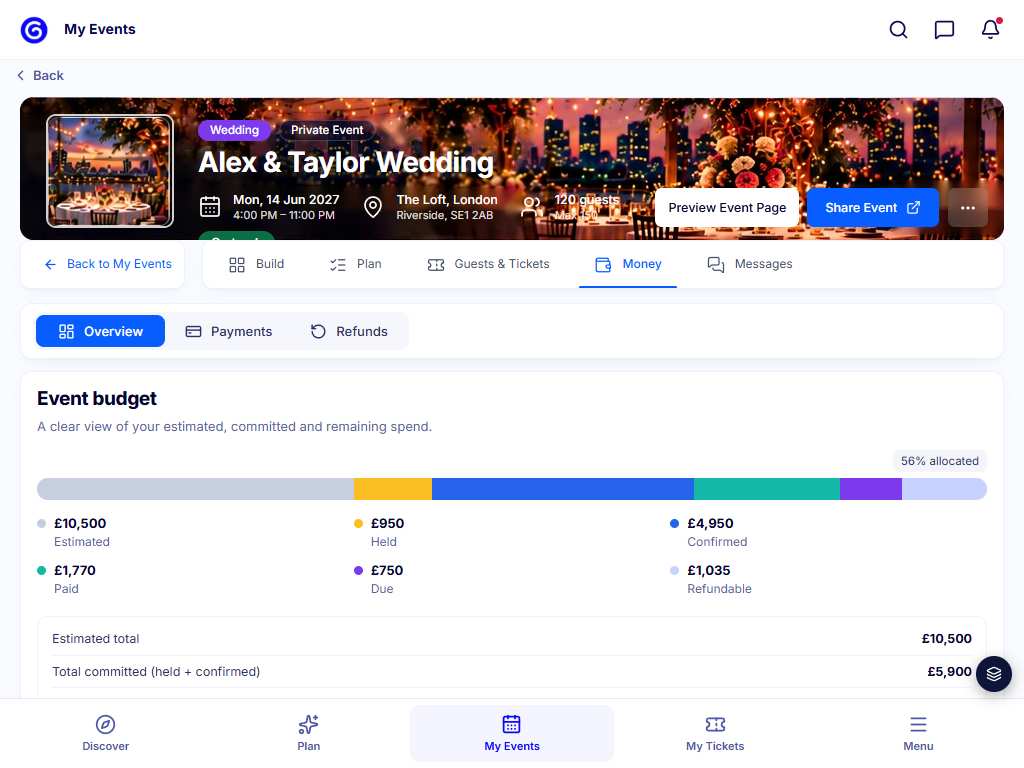 My Events
Back
Wedding
Private Event
Alex & Taylor Wedding
Mon, 14 Jun 2027
4:00 PM – 11:00 PM
The Loft, London
Riverside, SE1 2AB
120 guests
Max 150
Preview Event Page
Share Event
Back to My Events
Build
Plan
Guests & Tickets
Money
Messages
Overview
Payments
Refunds
Event budget
A clear view of your estimated, committed and remaining spend.
56% allocated
£10,500
Estimated
£950
Held
£4,950
Confirmed
£1,770
Paid
£750
Due
£1,035
Refundable
Estimated total
£10,500
Total committed (held + confirmed)
£5,900
Discover
Plan
My Events
My Tickets
Menu